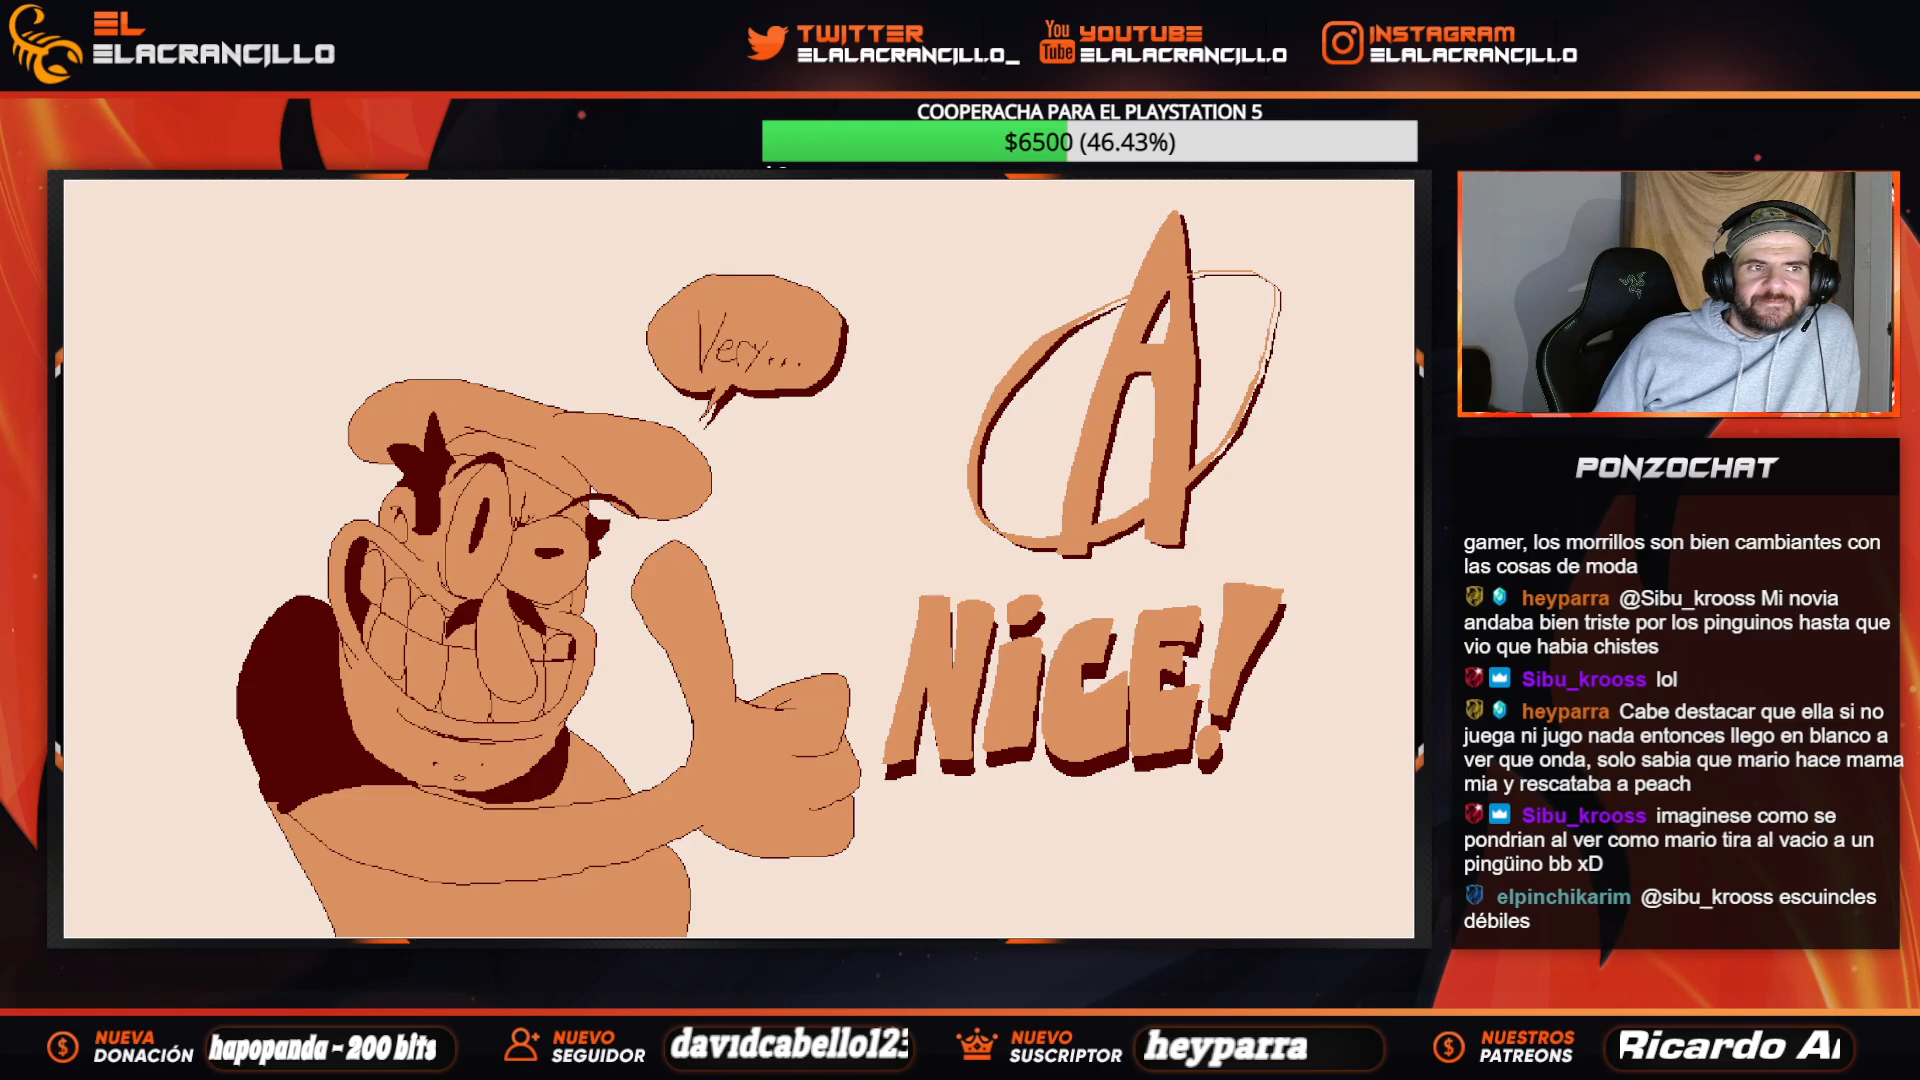 EL
ELACRANCILLO
TWITTER
ELALACRANCILLO_
You
Tube
YOUTUBE
ELALACRANCILLO
INSTAGRAM
ELALACRANCILLO
COOPERACHA PARA EL PLAYSTATION 5
$6500 (46.43%)
Very...
A
NiCE!
PONZOCHAT
gamer, los morrillos son bien cambiantes con
las cosas de moda
heyparra @Sibu_krooss Mi novia
andaba bien triste por los pinguinos hasta que
vio que habia chistes
Sibu_krooss lol
heyparra Cabe destacar que ella si no
juega ni jugo nada entonces llego en blanco a
ver que onda, solo sabia que mario hace mama
mia y rescataba a peach
Sibu_krooss imaginese como se
pondrian al ver como mario tira al vacio a un
pingüino bb xD
elpinchikarim @sibu_krooss escuincles
débiles
NUEVA
DONACIÓN
hapopanda - 200 bits
NUEVO
SEGUIDOR
davidcabello123
NUEVO
SUSCRIPTOR
heyparra
NUESTROS
PATREONS
Ricardo